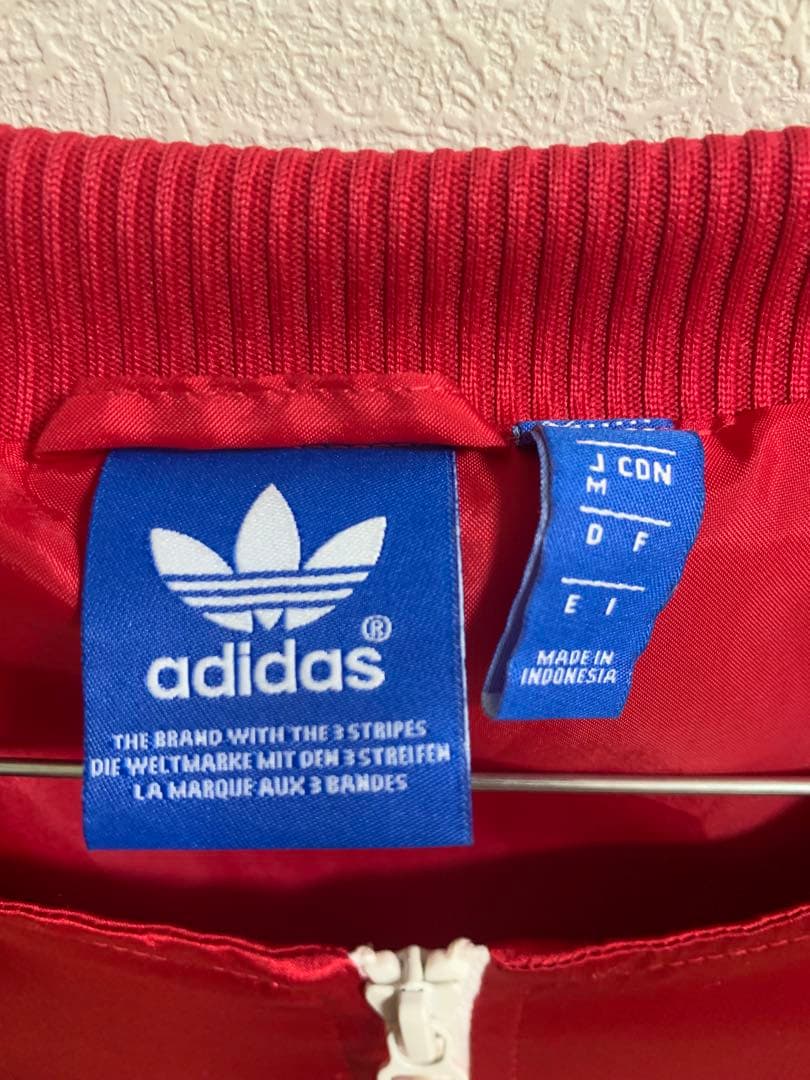 adidas®
THE BRAND WITH THE 3 STRIPES
DIE WELTMARKE MIT DEN 3 STREIFEN
LA MARQUE AUX 3 BANDES
J CDN
M
D F
E I
MADE IN
INDONESIA